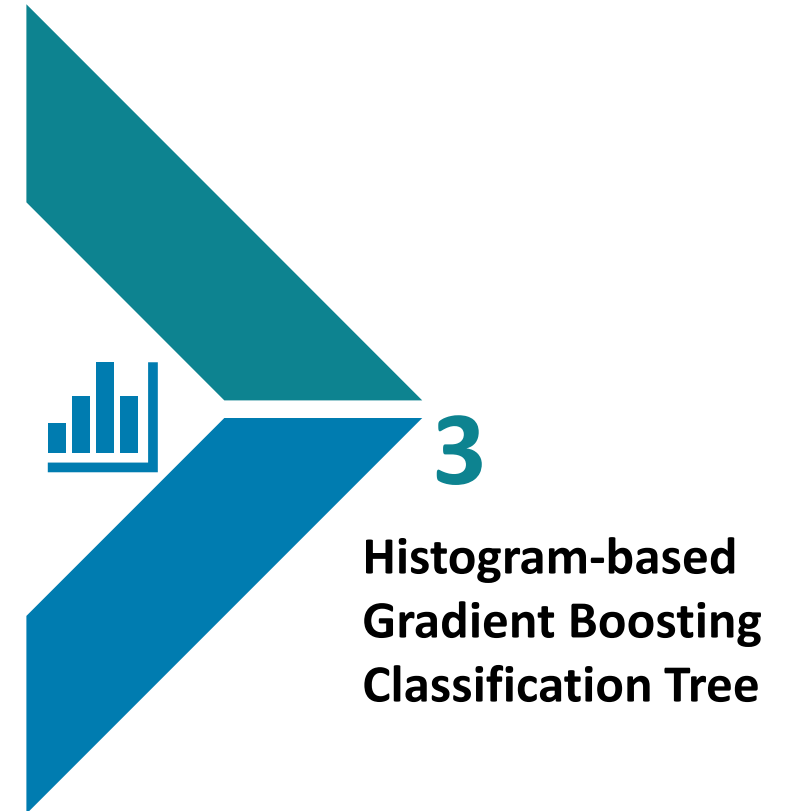 3
Histogram-based
Gradient Boosting
Classification Tree